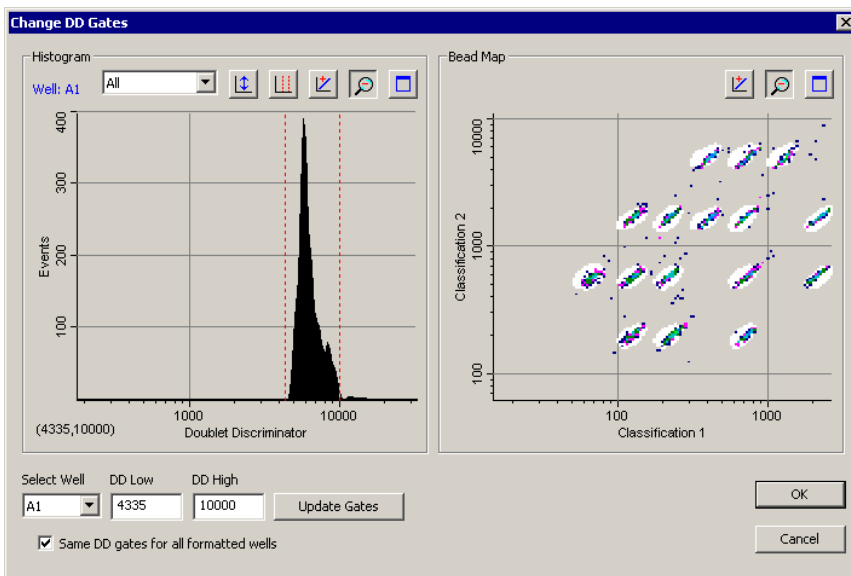 Change DD Gates
Histogram
Well: A1 All
400
300
200
100
Events
1000 10000
(4335,10000) Doublet Discriminator
Bead Map
10000
1000
100
Classification 2
100 1000
Classification 1
Select Well DD Low DD High
A1 4335 10000 Update Gates
Same DD gates for all formatted wells
OK
Cancel